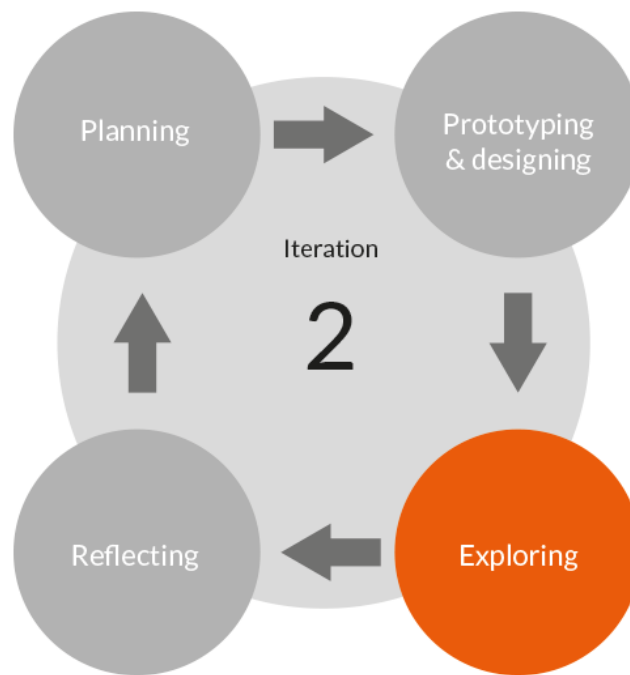 Planning
Prototyping
& designing
Iteration
2
Reflecting
Exploring